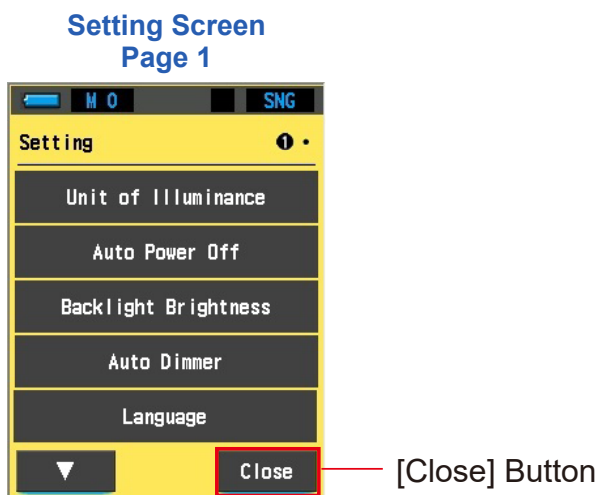 Setting Screen
Page 1
M 0 SNG
Setting ❶ •
Unit of Illuminance
Auto Power Off
Backlight Brightness
Auto Dimmer
Language
▼ Close
[Close] Button